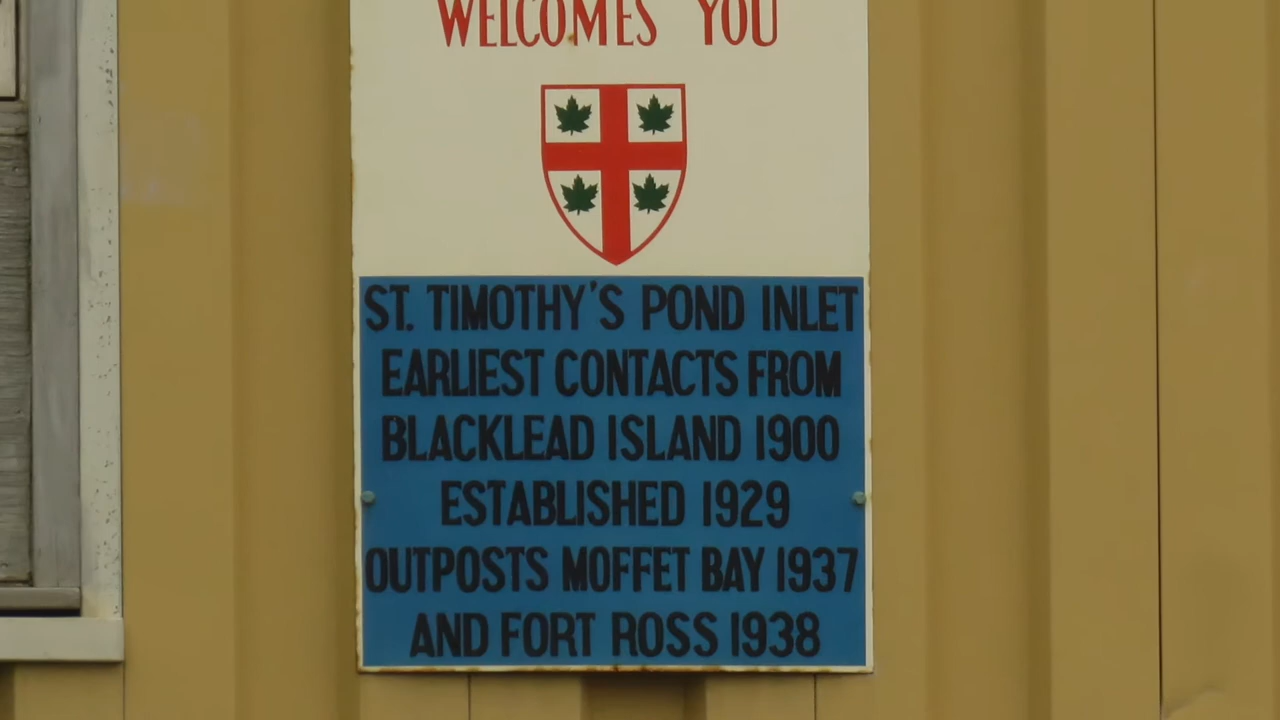 WELCOMES YOU
ST. TIMOTHY'S POND INLET
EARLIEST CONTACTS FROM
BLACKLEAD ISLAND 1900
ESTABLISHED 1929
OUTPOSTS MOFFET BAY 1937
AND FORT ROSS 1938